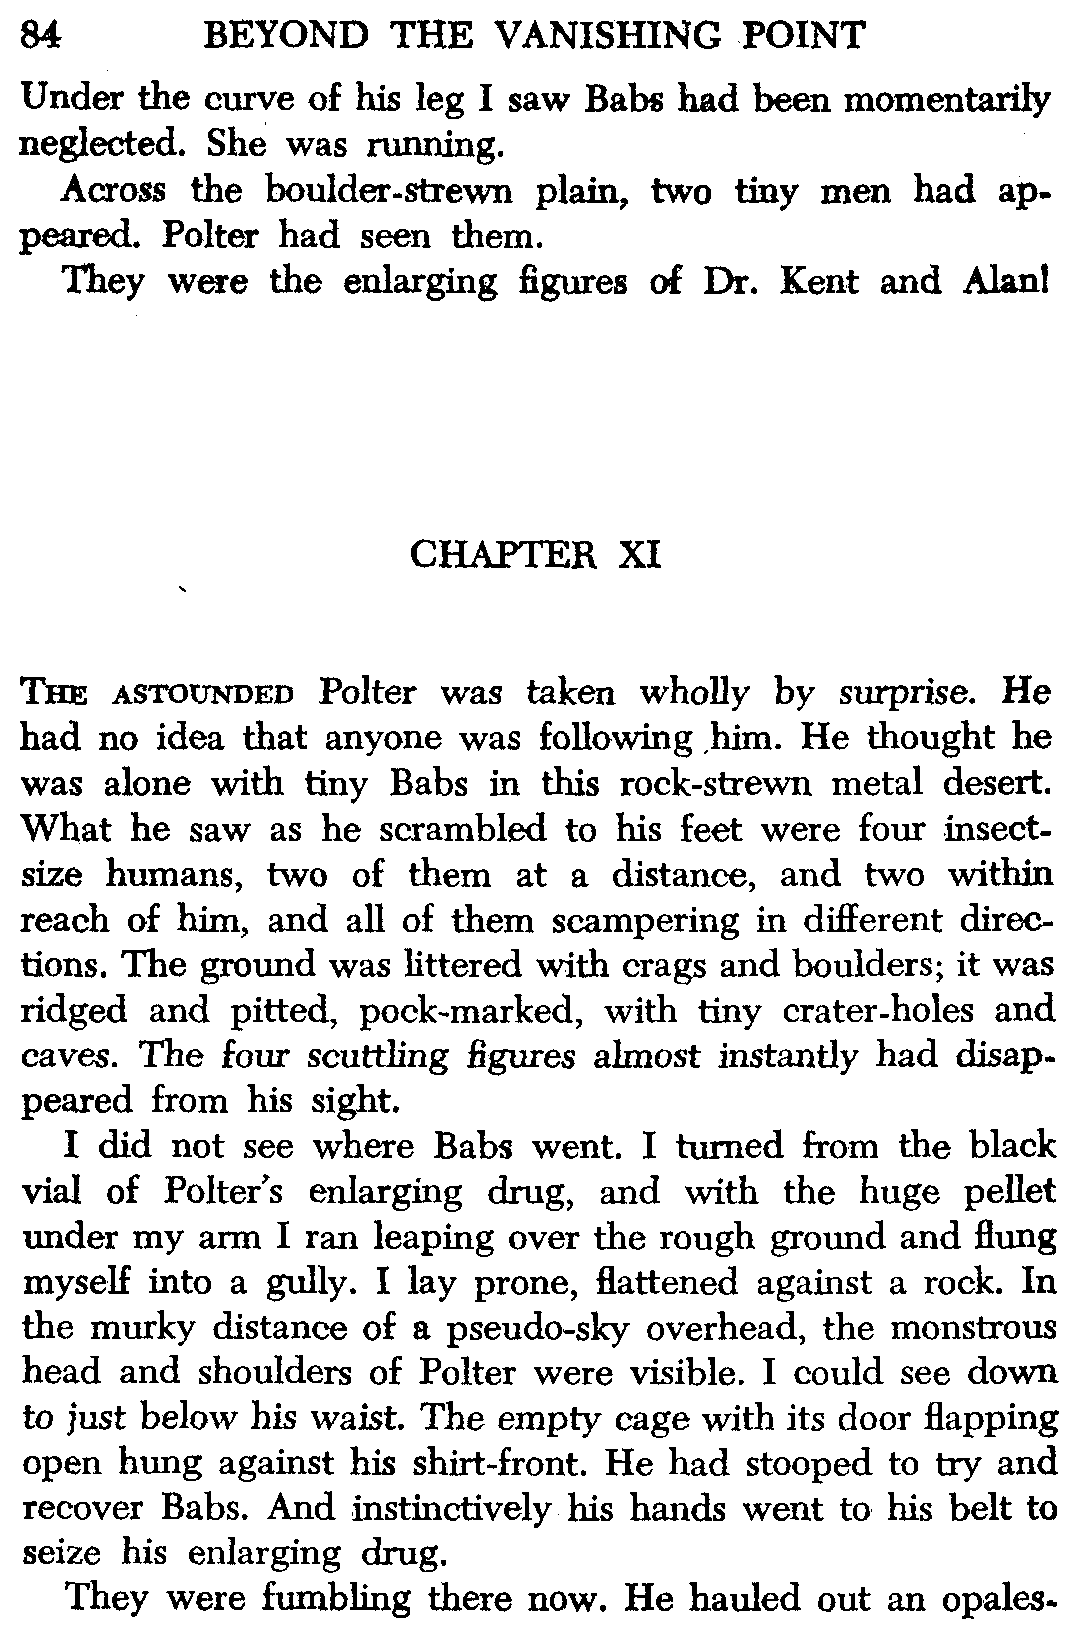 84 BEYOND THE VANISHING POINT
Under the curve of his leg I saw Babs had been momentarily
neglected. She was running.
Across the boulder-strewn plain, two tiny men had ap-
peared. Polter had seen them.
They were the enlarging figures of Dr. Kent and Alan!
CHAPTER XI
THE ASTOUNDED Polter was taken wholly by surprise. He
had no idea that anyone was following him. He thought he
was alone with tiny Babs in this rock-strewn metal desert.
What he saw as he scrambled to his feet were four insect-
size humans, two of them at a distance, and two within
reach of him, and all of them scampering in different direc-
tions. The ground was littered with crags and boulders; it was
ridged and pitted, pock-marked, with tiny crater-holes and
caves. The four scuttling figures almost instantly had disap-
peared from his sight.
I did not see where Babs went. I turned from the black
vial of Polter's enlarging drug, and with the huge pellet
under my arm I ran leaping over the rough ground and flung
myself into a gully. I lay prone, flattened against a rock. In
the murky distance of a pseudo-sky overhead, the monstrous
head and shoulders of Polter were visible. I could see down
to just below his waist. The empty cage with its door flapping
open hung against his shirt-front. He had stooped to try and
recover Babs. And instinctively his hands went to his belt to
seize his enlarging drug.
They were fumbling there now. He hauled out an opales-